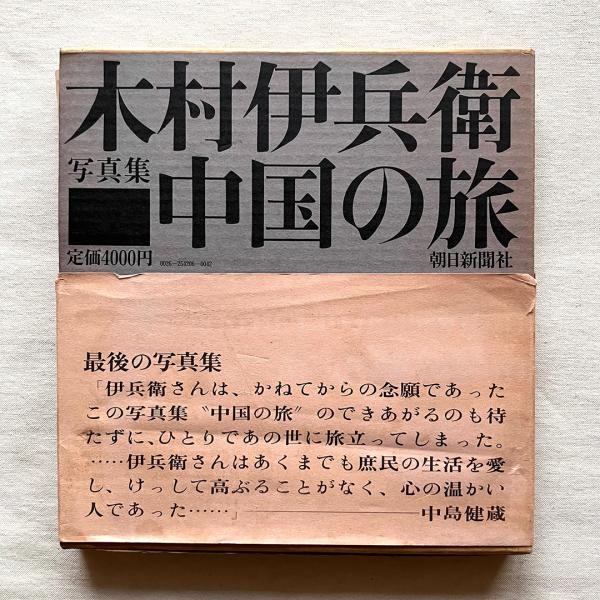 木村伊兵衛
写真集
中国の旅
定価4000円
0026-254206-0042
朝日新聞社
最後の写真集
「伊兵衛さんは、かねてからの念願であった
この写真集〝中国の旅〟のできあがるのも待
たずに、ひとりであの世に旅立ってしまった。
……伊兵衛さんはあくまでも庶民の生活を愛
し、けっして高ぶることがなく、心の温かい
人であった……」――――中島健蔵